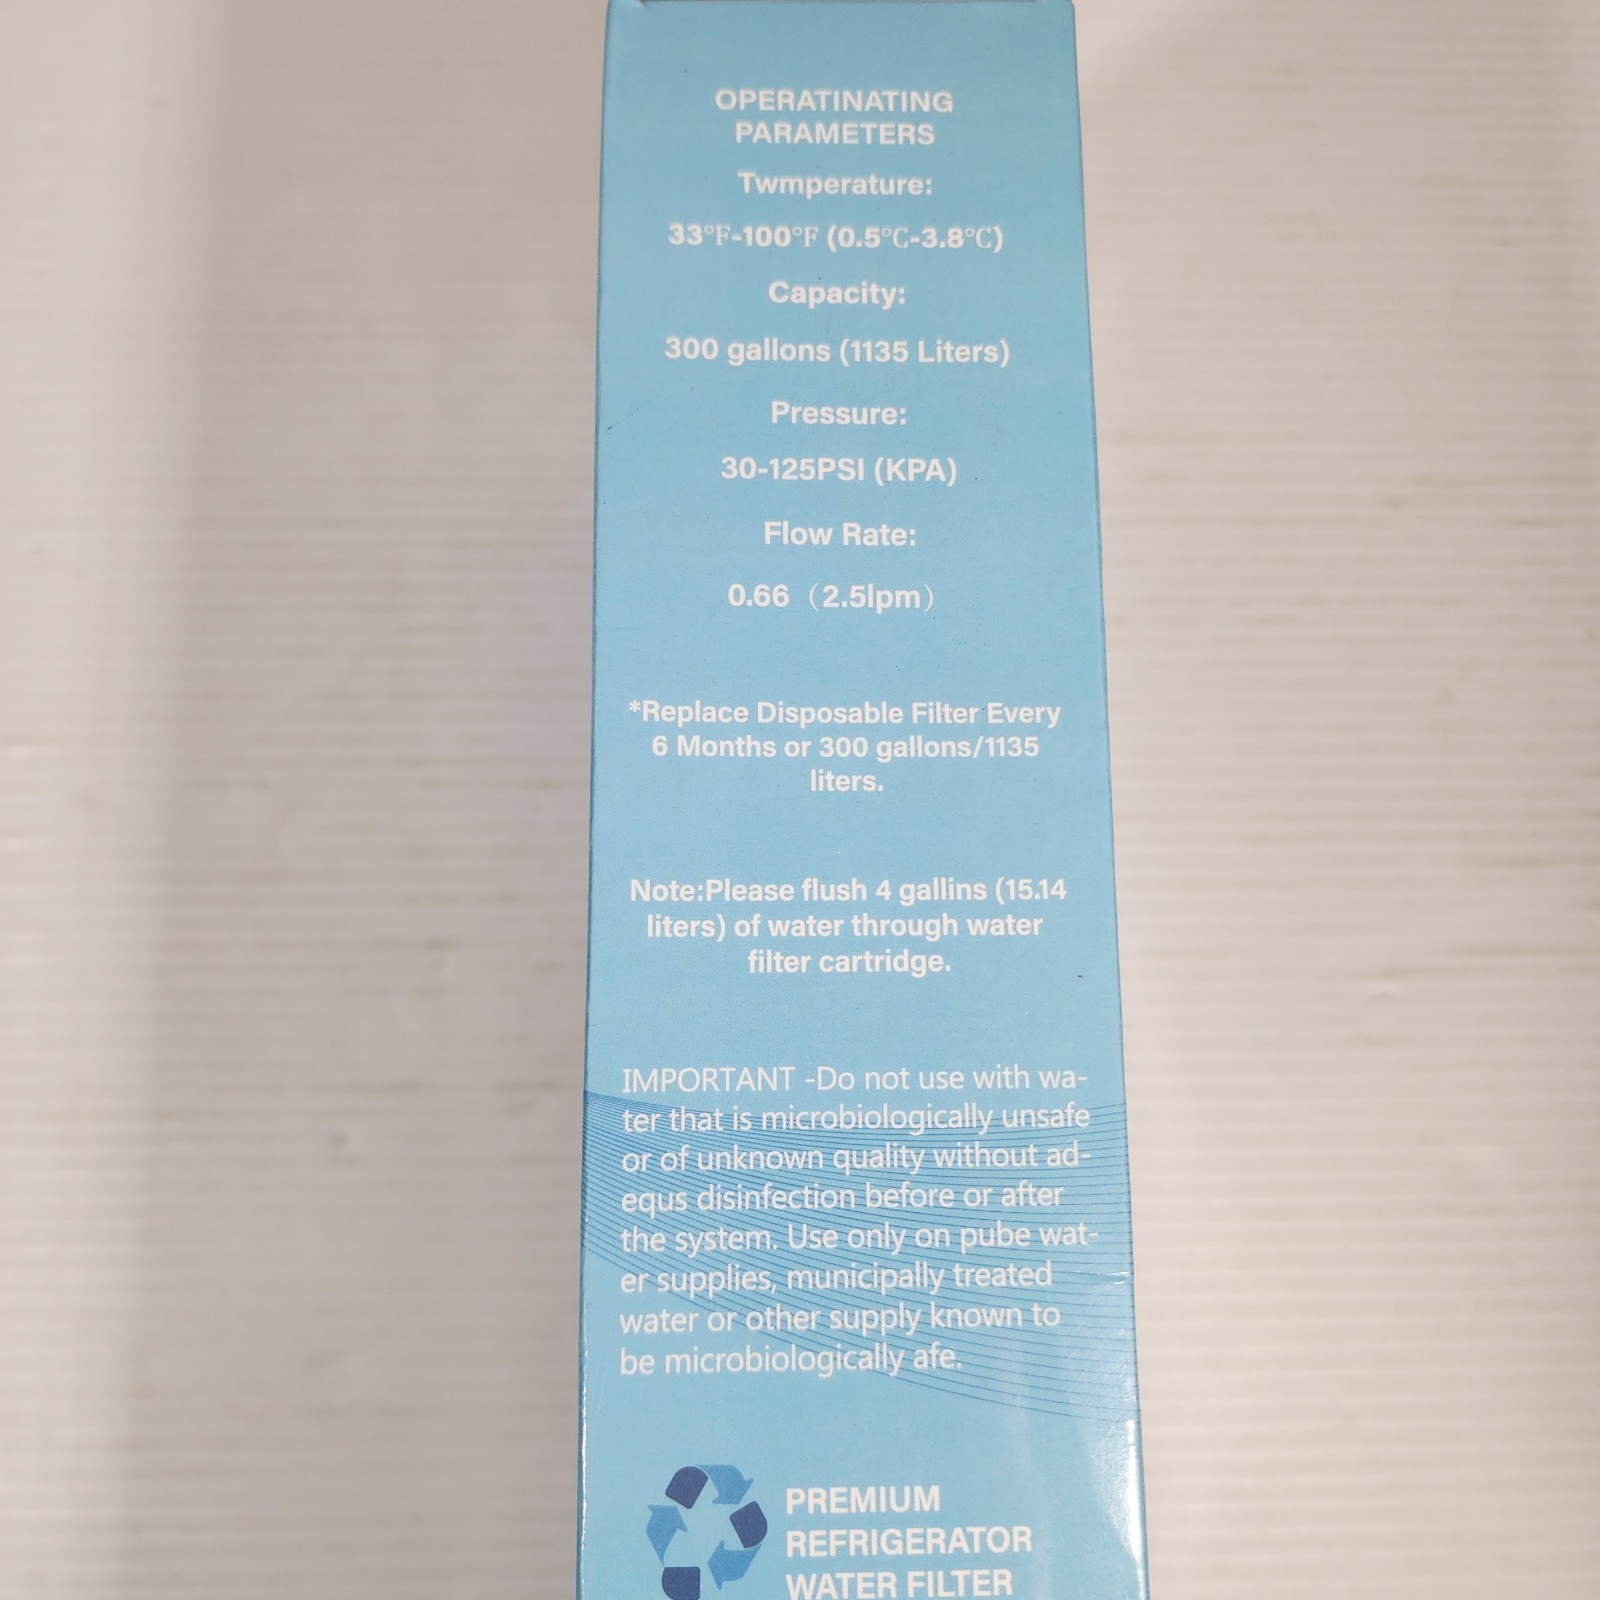 OPERATINATING
PARAMETERS
Twmperature:
33℉-100℉ (0.5℃-3.8℃)
Capacity:
300 gallons (1135 Liters)
Pressure:
30-125PSI (KPA)
Flow Rate:
0.66（2.5lpm）
*Replace Disposable Filter Every
6 Months or 300 gallons/1135
liters.
Note:Please flush 4 gallins (15.14
liters) of water through water
filter cartridge.
IMPORTANT -Do not use with wa-
ter that is microbiologically unsafe
or of unknown quality without ad-
equs disinfection before or after
the system. Use only on pube wat-
er supplies, municipally treated
water or other supply known to
be microbiologically afe.
PREMIUM
REFRIGERATOR
WATER FILTER